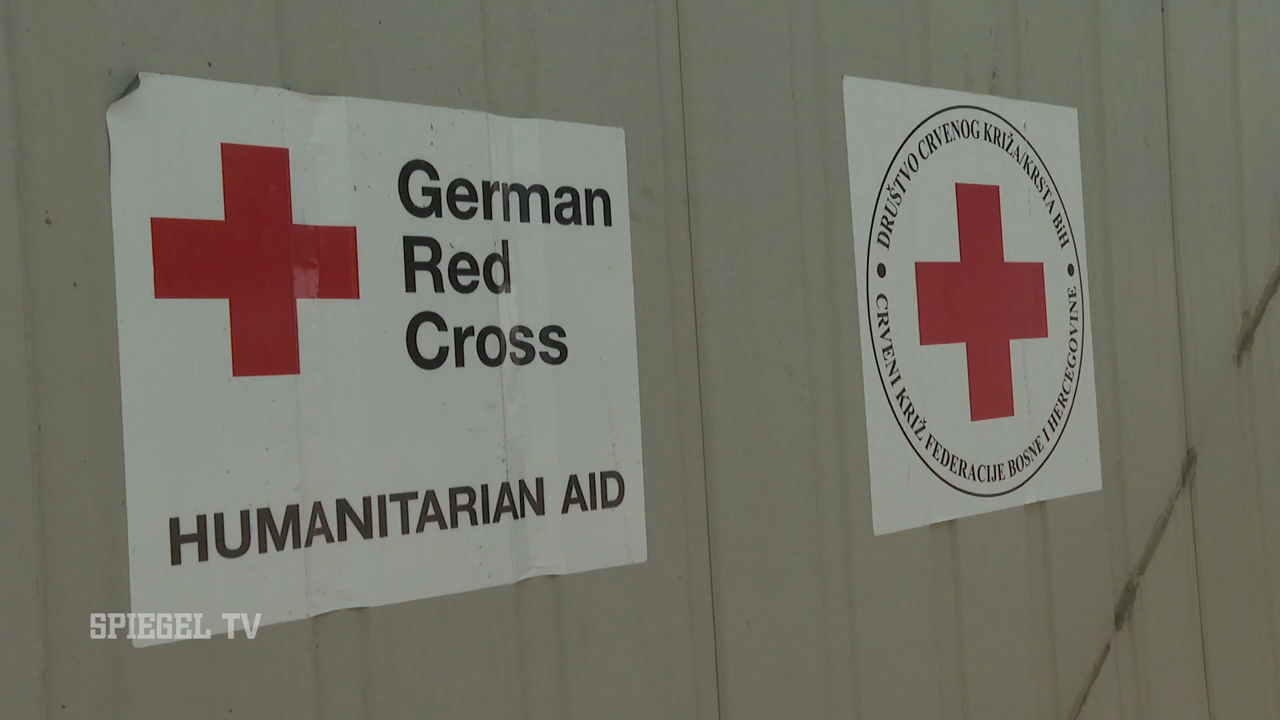 German
Red
Cross
HUMANITARIAN AID
DRUŠTVO CRVENOG KRIŽA/KRSTA BiH
CRVENI KRIŽ FEDERACIJE BOSNE I HERCEGOVINE
SPIEGEL TV